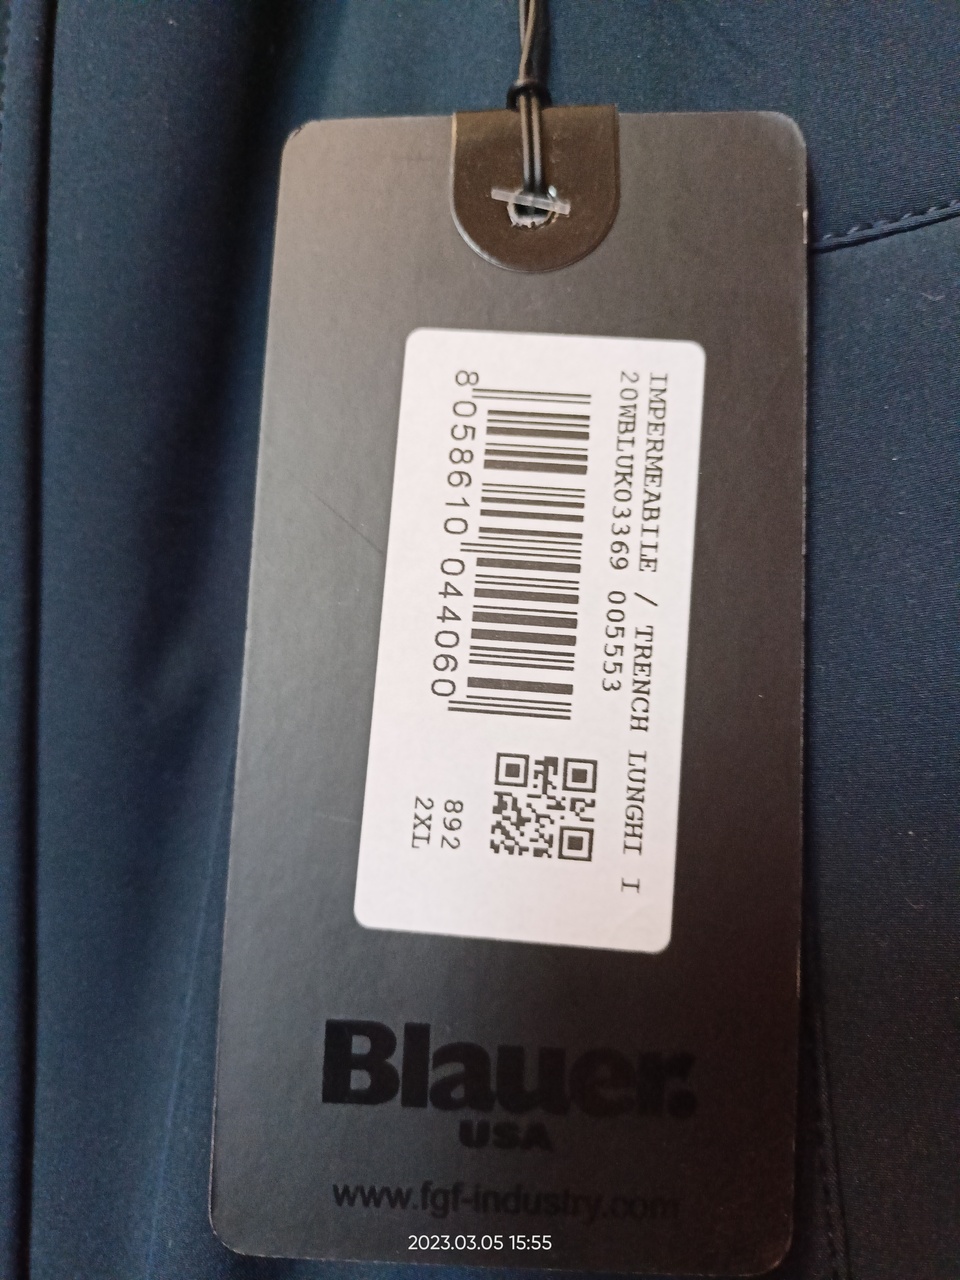 IMPERMEABILE / TRENCH LUNGHI I
20WBLUK03369 005553
8 058610 044060
892
2XL
Blauer.
USA
www.fgf-industry.com
2023.03.05 15:55